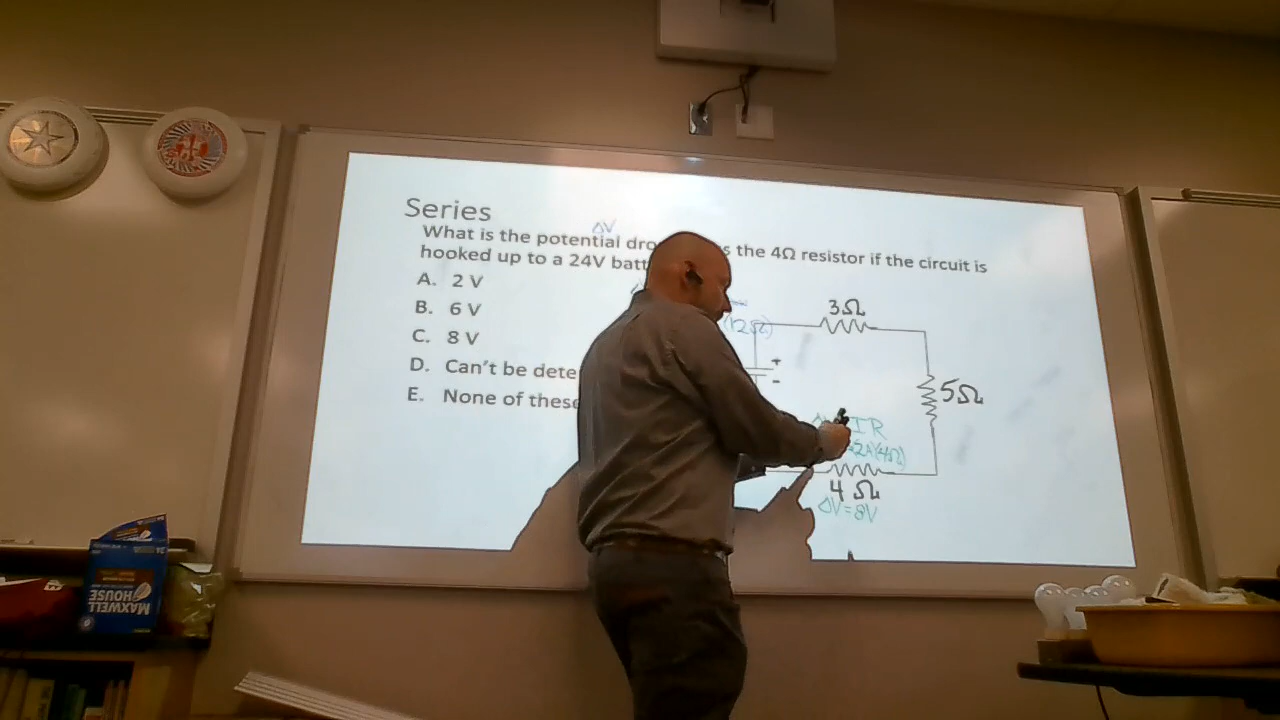 Series
ΔV
What is the potential dro s the 4Ω resistor if the circuit is
hooked up to a 24V batt
A. 2 V
B. 6 V
C. 8 V
D. Can't be dete
E. None of these
(12Ω)
3Ω
+
-
5Ω
IR
=2A(4Ω)
4 Ω
ΔV=8V
MAXWELL
HOUSE